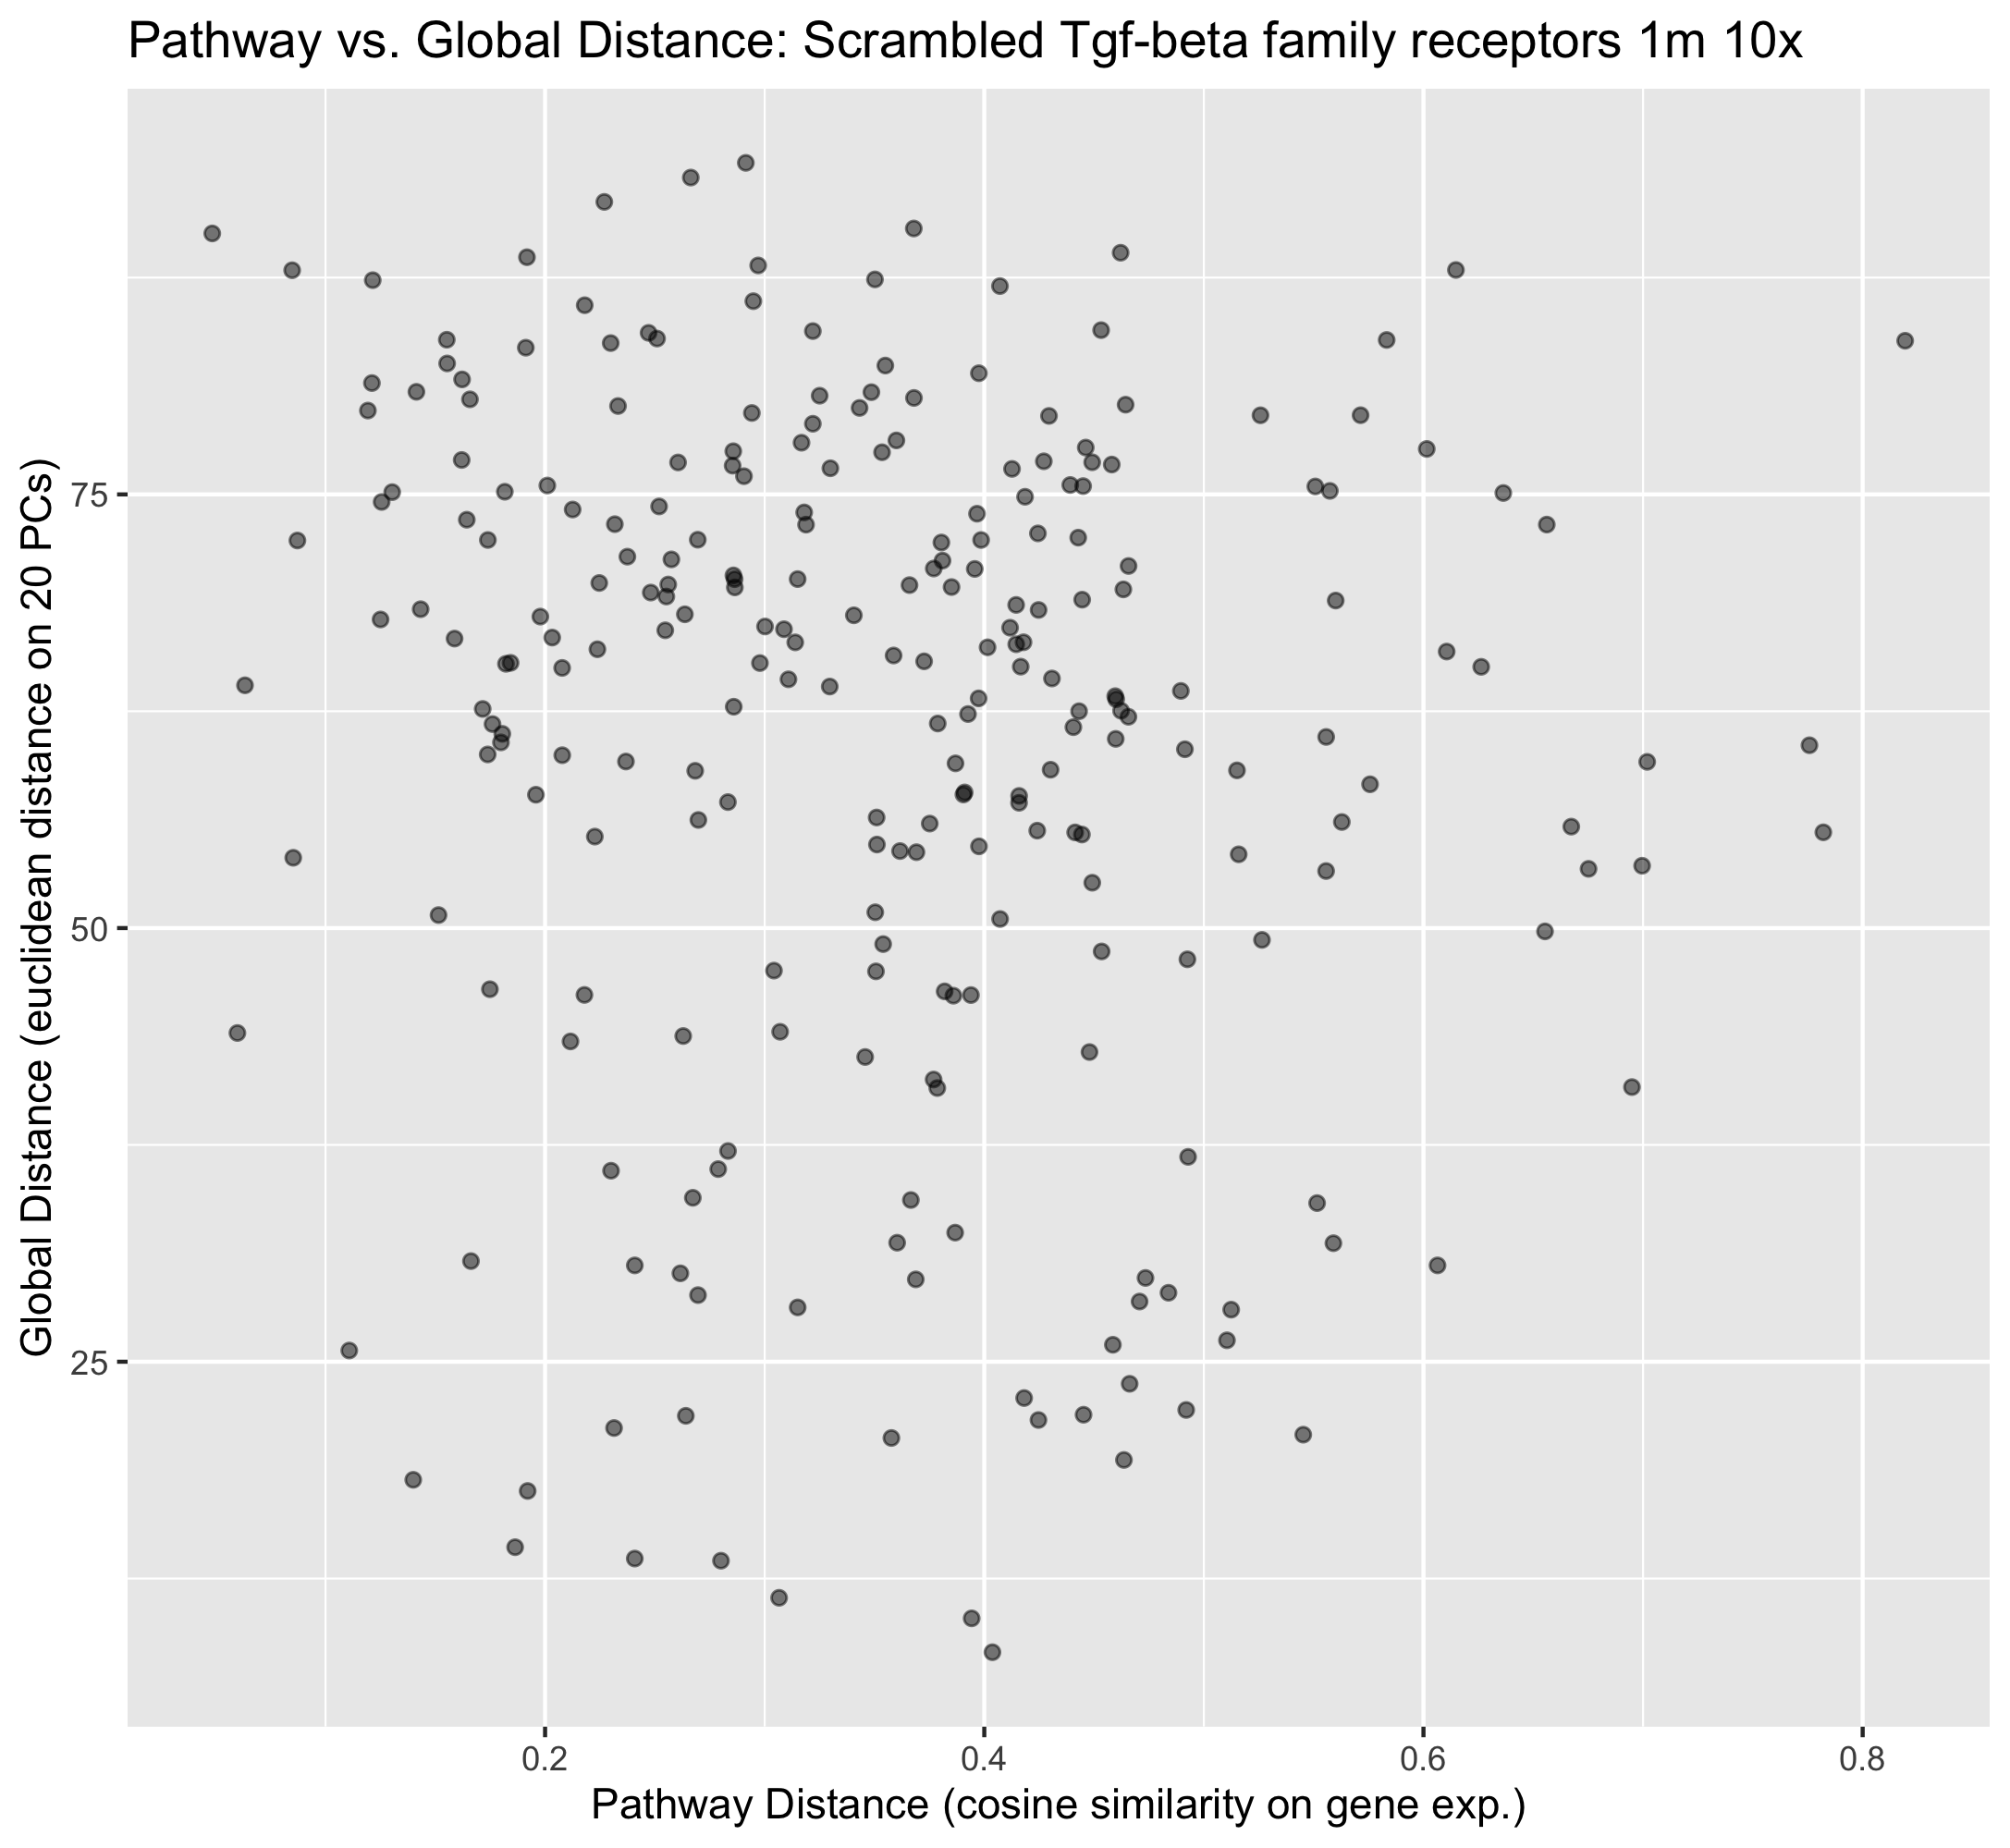 Pathway vs. Global Distance: Scrambled Tgf-beta family receptors 1m 10x
Global Distance (euclidean distance on 20 PCs)
75
50
25
0.2
0.4
0.6
0.8
Pathway Distance (cosine similarity on gene exp.)